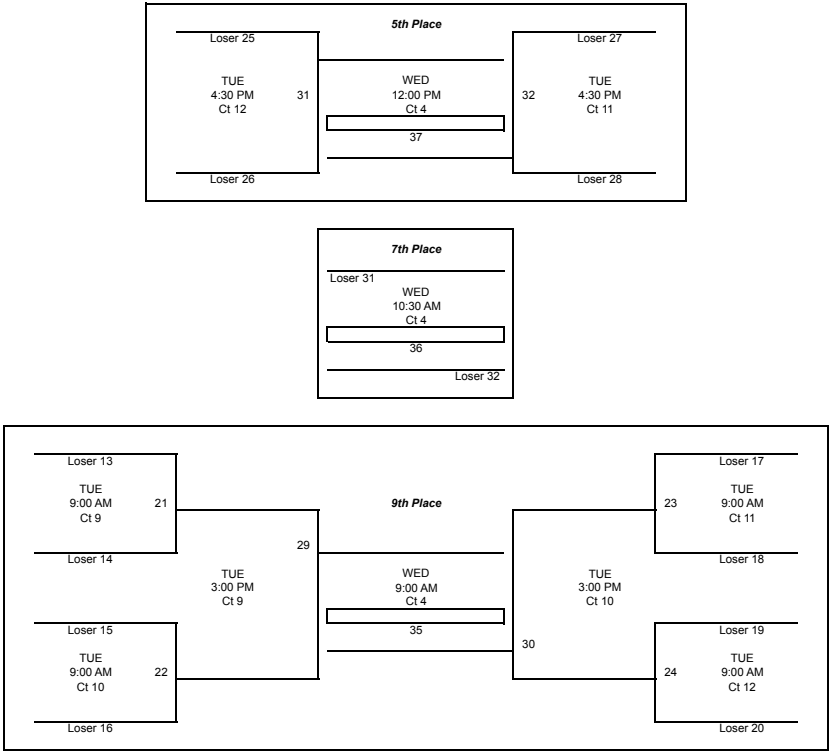 5th Place
Loser 25
Loser 27
TUE
4:30 PM
Ct 12
31
WED
12:00 PM
Ct 4
37
32
TUE
4:30 PM
Ct 11
Loser 26
Loser 28
7th Place
Loser 31
WED
10:30 AM
Ct 4
36
Loser 32
9th Place
Loser 13
TUE
9:00 AM
Ct 9
21
Loser 14
29
TUE
3:00 PM
Ct 9
Loser 15
TUE
9:00 AM
Ct 10
22
Loser 16
WED
9:00 AM
Ct 4
35
Loser 17
TUE
9:00 AM
Ct 11
23
Loser 18
TUE
3:00 PM
Ct 10
30
Loser 19
TUE
9:00 AM
Ct 12
24
Loser 20